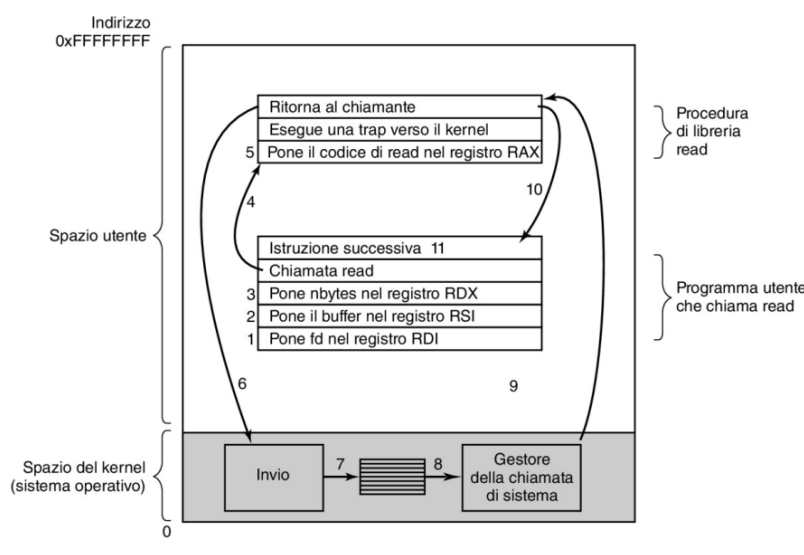 Indirizzo
0xFFFFFFFF
Ritorna al chiamante
Esegue una trap verso il kernel
5 Pone il codice di read nel registro RAX
Procedura
di libreria
read
4
10
Spazio utente
Istruzione successiva 11
Chiamata read
3 Pone nbytes nel registro RDX
2 Pone il buffer nel registro RSI
1 Pone fd nel registro RDI
Programma utente
che chiama read
6
9
Spazio del kernel
(sistema operativo)
Invio
7
8
Gestore
della chiamata
di sistema
0